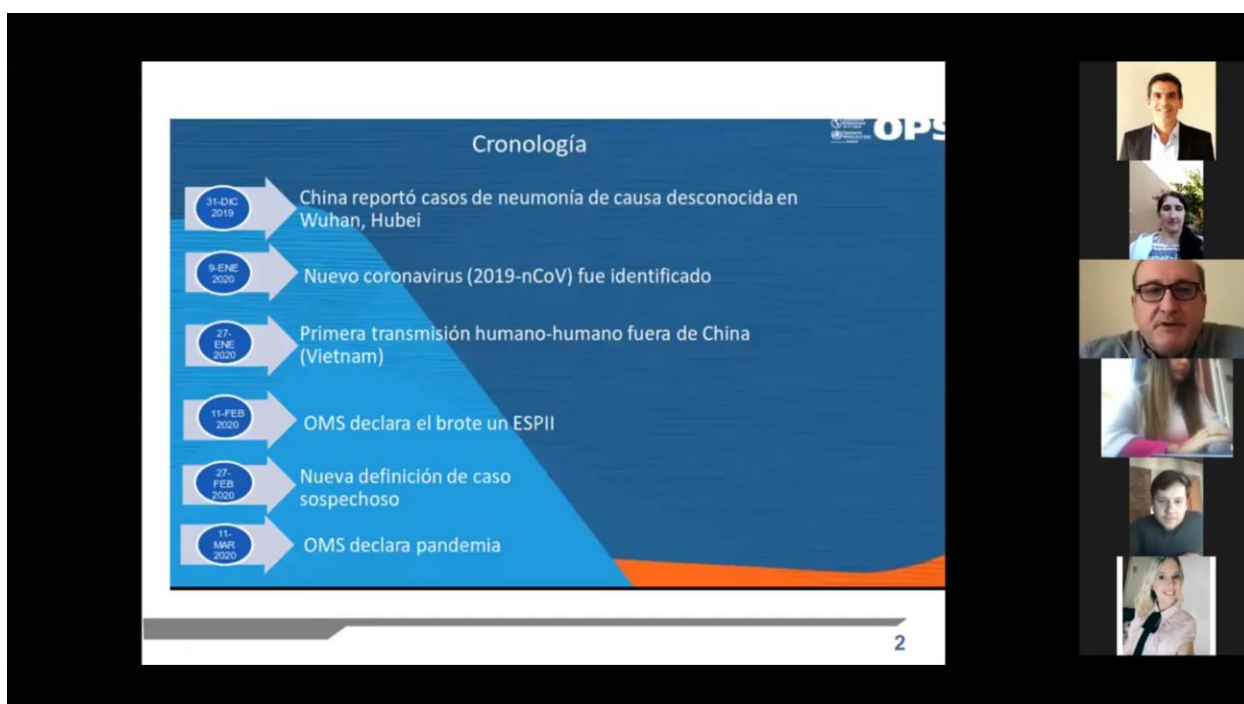 Cronología
OPS
31-DIC
2019
China reportó casos de neumonía de causa desconocida en
Wuhan, Hubei
9-ENE
2020
Nuevo coronavirus (2019-nCoV) fue identificado
27-
ENE
2020
Primera transmisión humano-humano fuera de China
(Vietnam)
11-FEB
2020
OMS declara el brote un ESPII
27-
FEB
2020
Nueva definición de caso
sospechoso
11-
MAR
2020
OMS declara pandemia
2